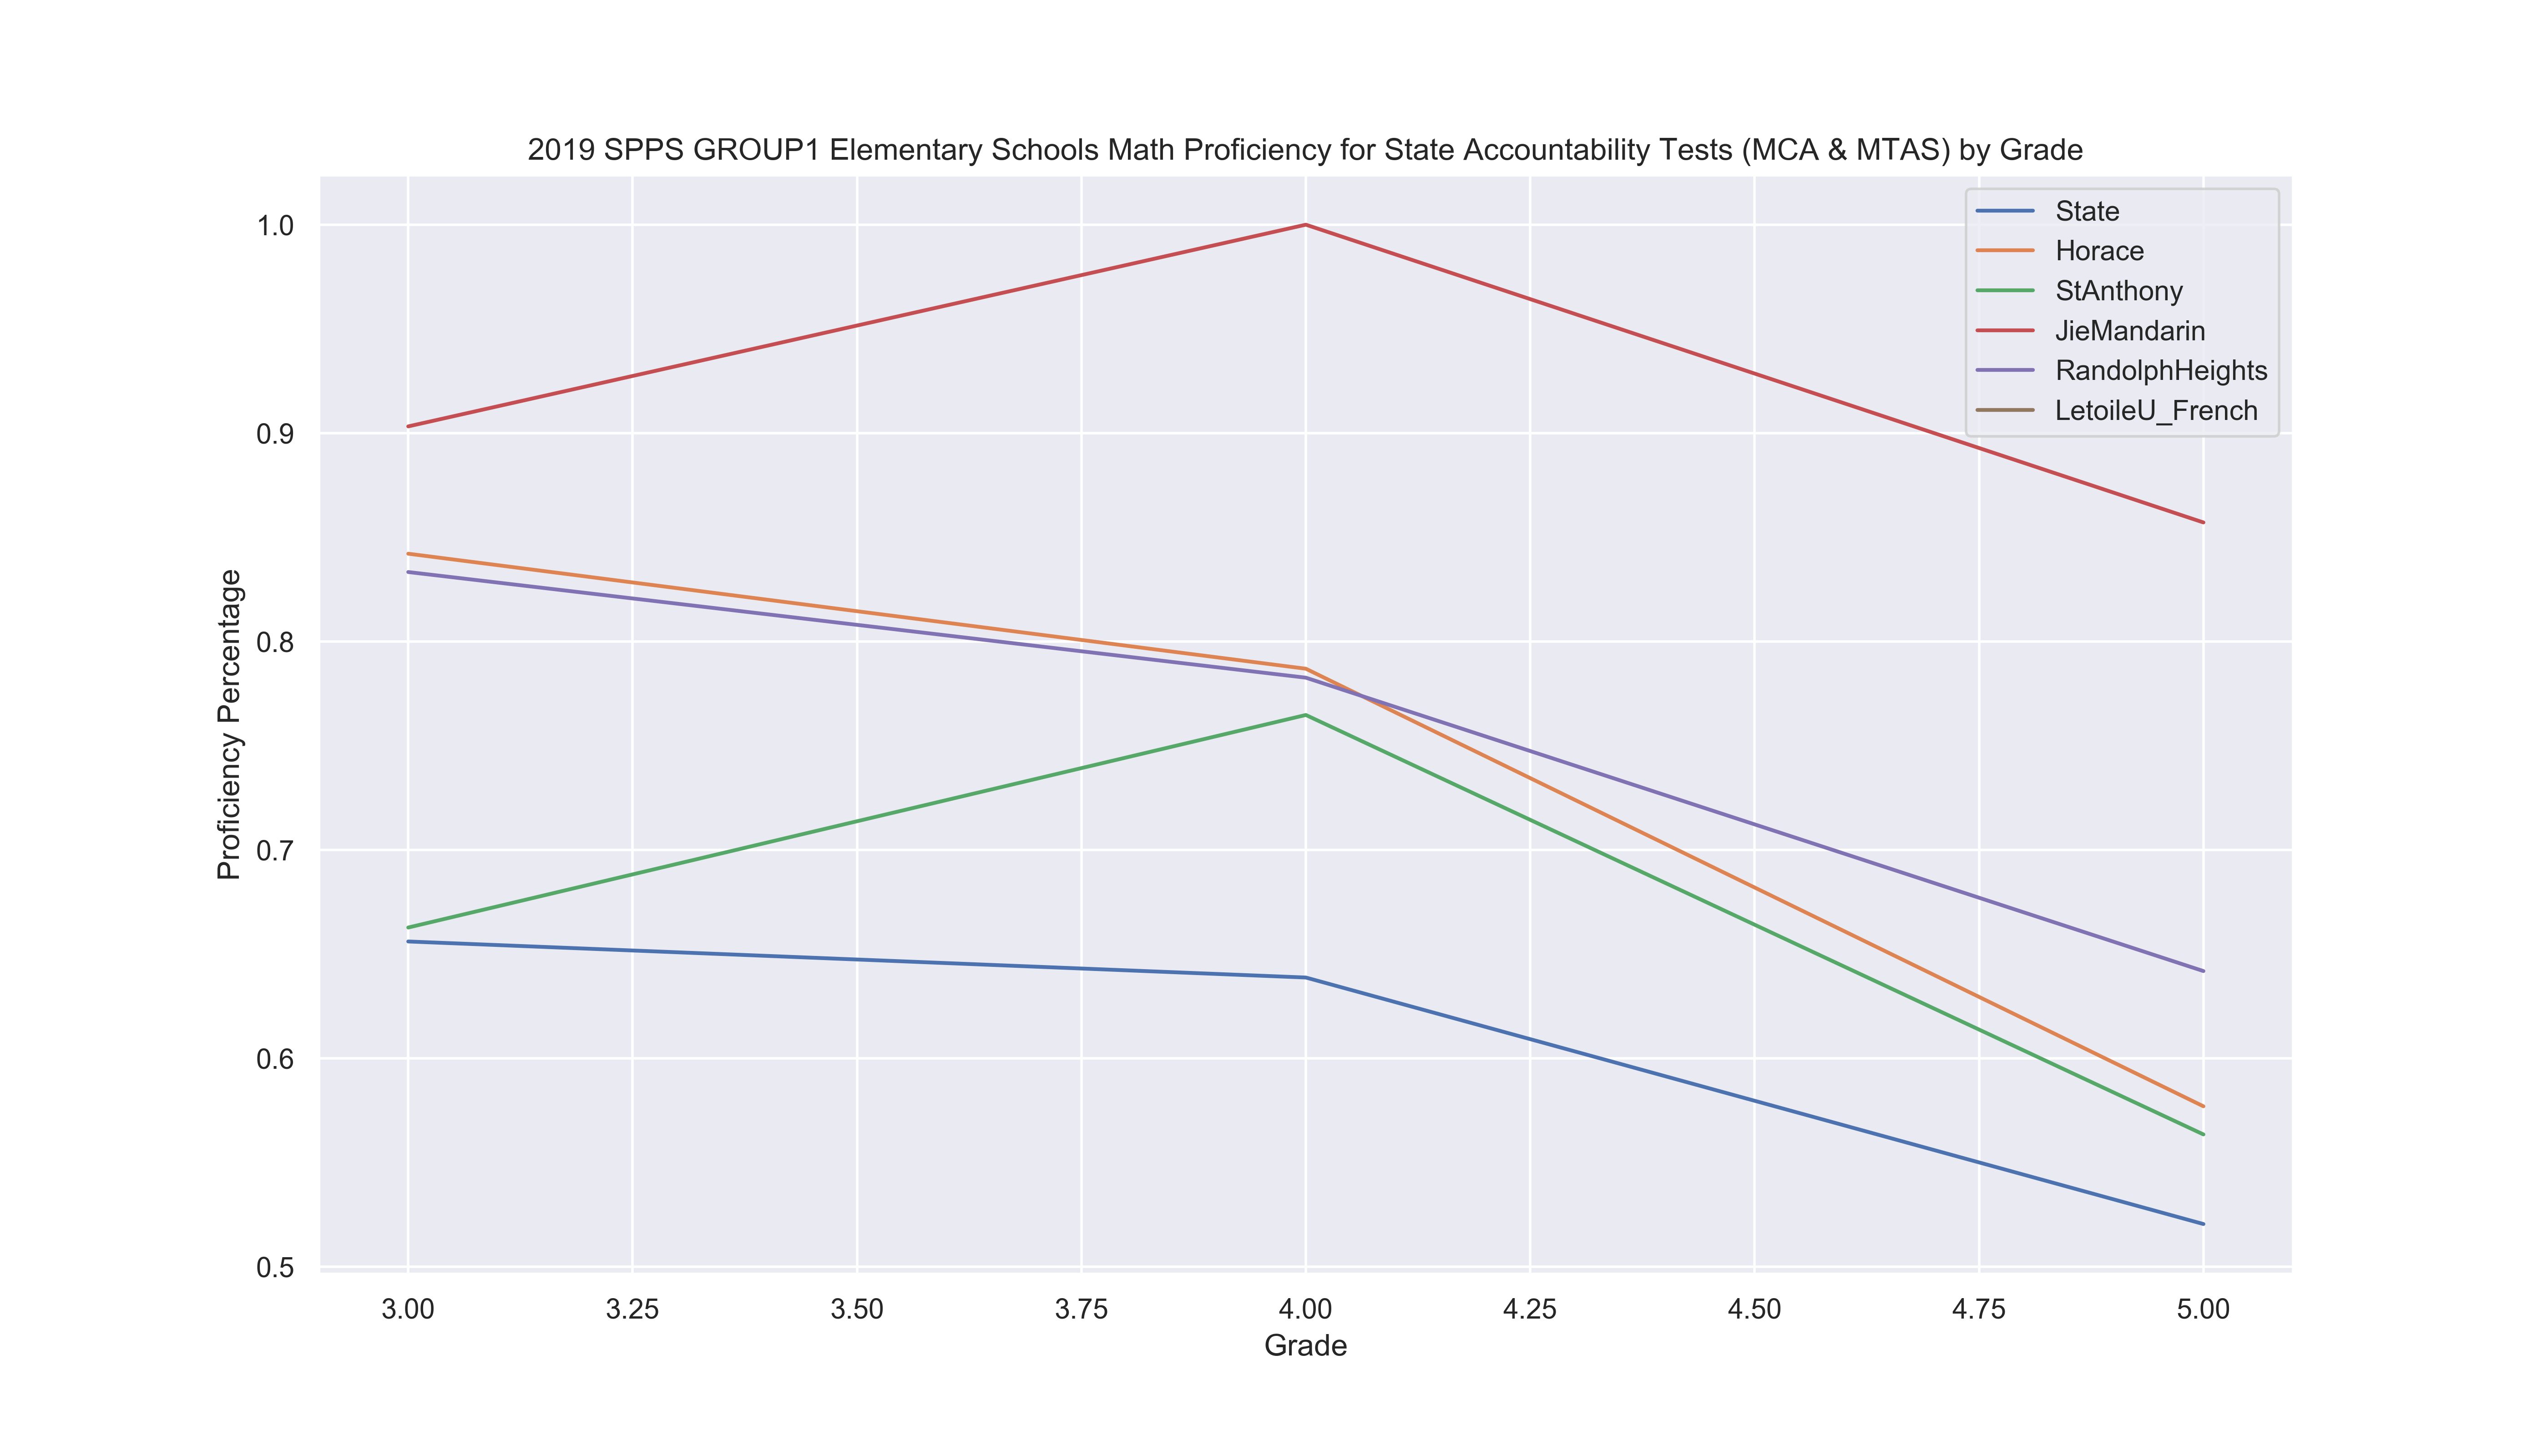 2019 SPPS GROUP1 Elementary Schools Math Proficiency for State Accountability Tests (MCA & MTAS) by Grade
State
Horace
StAnthony
JieMandarin
RandolphHeights
LetoileU_French
Proficiency Percentage
1.0
0.9
0.8
0.7
0.6
0.5
3.00 3.25 3.50 3.75 4.00 4.25 4.50 4.75 5.00
Grade